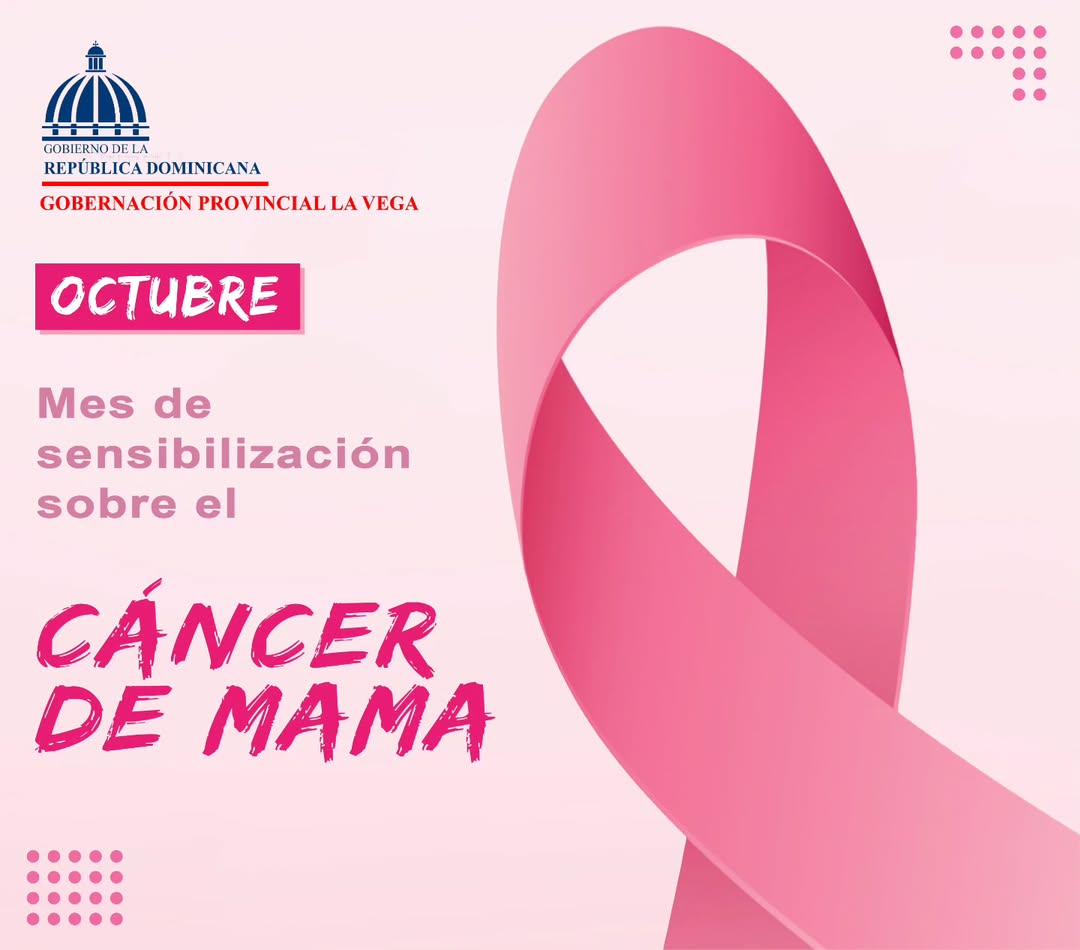 GOBIERNO DE LA
REPÚBLICA DOMINICANA
GOBERNACIÓN PROVINCIAL LA VEGA
OCTUBRE
Mes de
sensibilización
sobre el
CÁNCER
DE MAMA